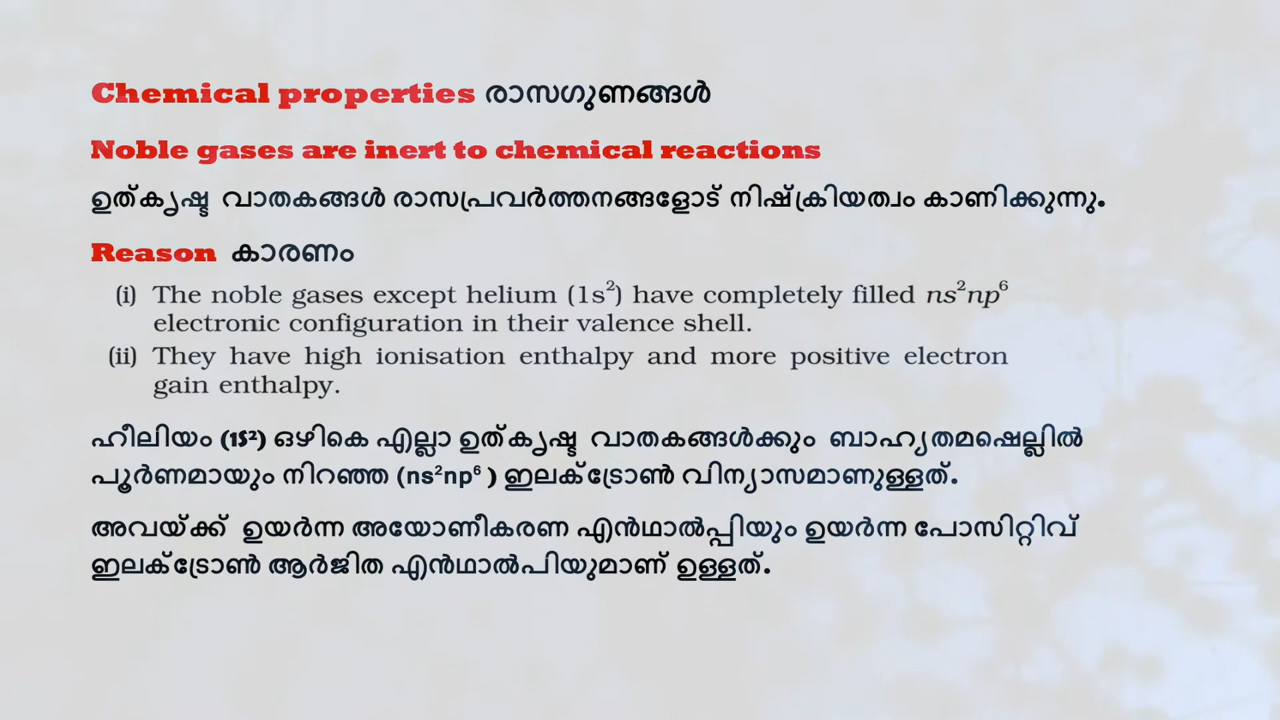 Chemical properties രാസഗുണങ്ങൾ
Noble gases are inert to chemical reactions
ഉത്കൃഷ്ട വാതകങ്ങൾ രാസപ്രവർത്തനങ്ങളോട് നിഷ്ക്രിയത്വം കാണിക്കുന്നു.
Reason കാരണം
(i) The noble gases except helium (1s²) have completely filled ns²np⁶
electronic configuration in their valence shell.
(ii) They have high ionisation enthalpy and more positive electron
gain enthalpy.
ഹീലിയം (1S²) ഒഴികെ എല്ലാ ഉത്കൃഷ്ട വാതകങ്ങൾക്കും ബാഹ്യതമഷെല്ലിൽ
പൂർണമായും നിറഞ്ഞ (ns²np⁶ ) ഇലക്ട്രോൺ വിന്യാസമാണുള്ളത്.
അവയ്ക്ക് ഉയർന്ന അയോണീകരണ എൻഥാൽപ്പിയും ഉയർന്ന പോസിറ്റിവ്
ഇലക്ട്രോൺ ആർജിത എൻഥാൽപിയുമാണ് ഉള്ളത്.